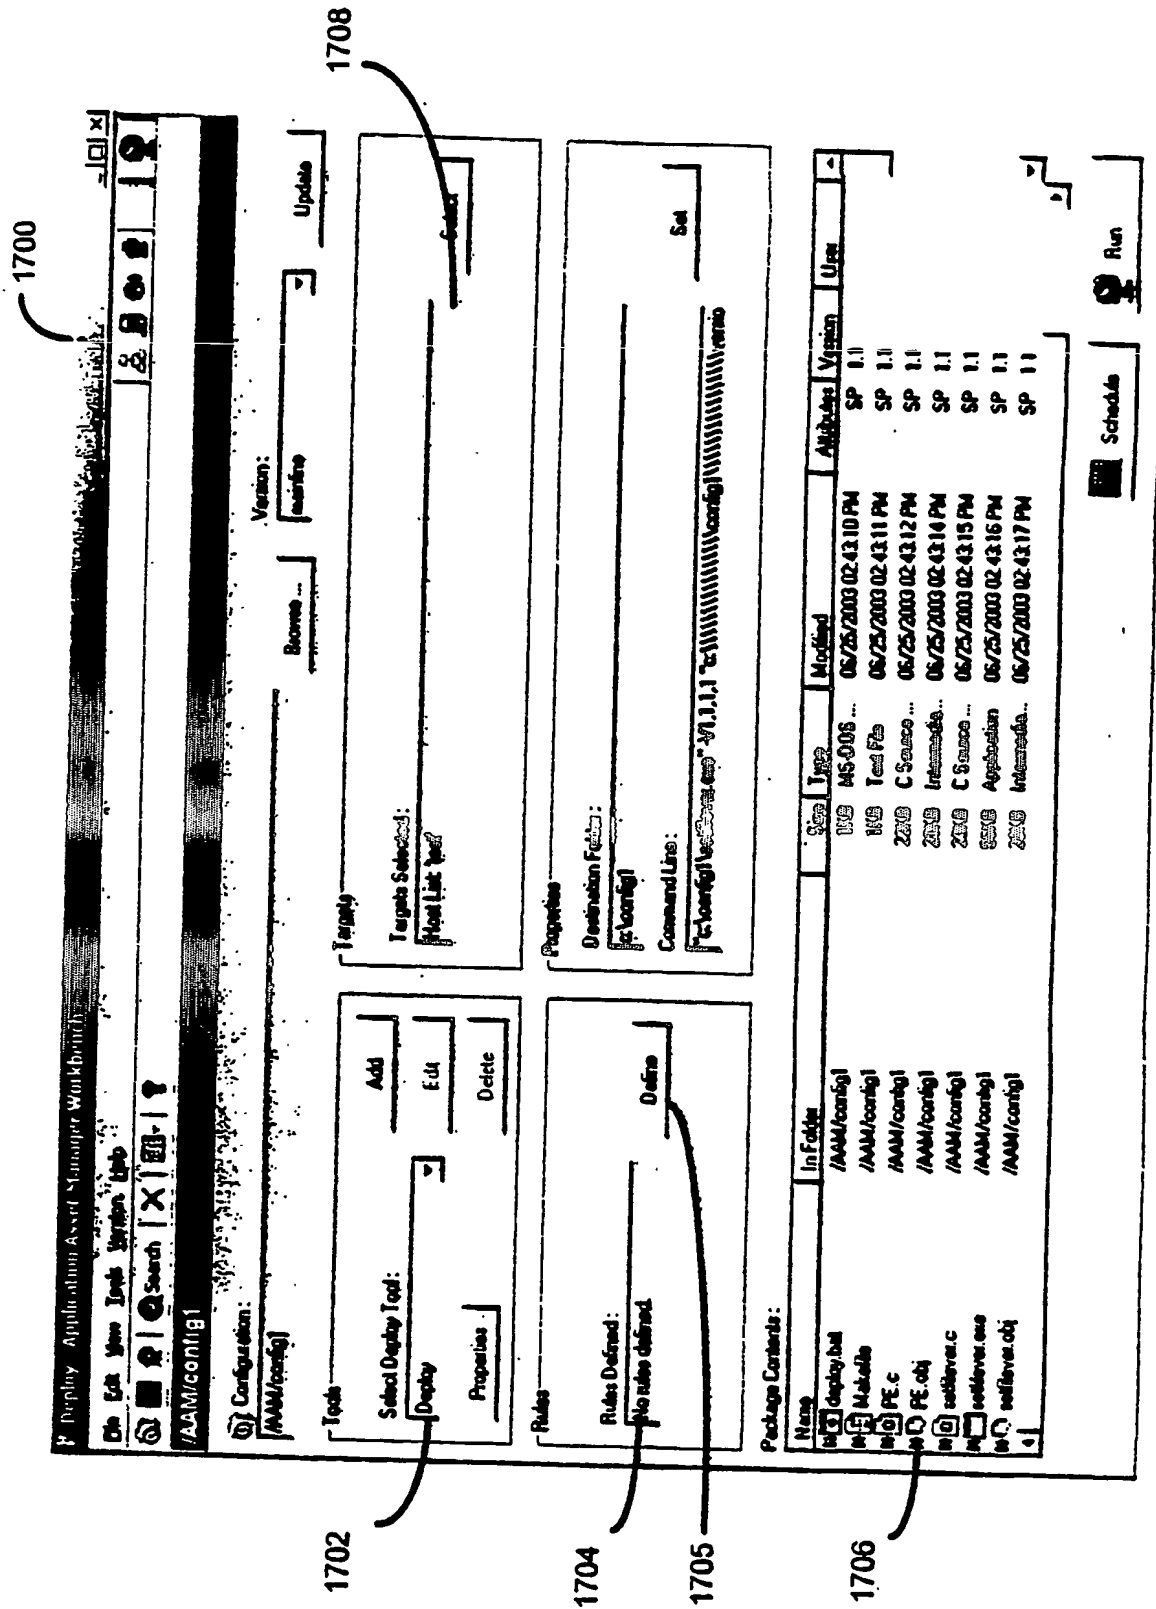 1700
Deploy Application Asset Manager Workbench
File Edit View Tools Version Help
Search
/AAM/config1
Configuration:
/AAM/config1
Browse ...
Version:
mainline
Update
Tools
Select Deploy Tool:
Deploy
Properties
Add
Edit
Delete
Targets
Targets Selected:
Host List: 'test'
1708
1702
Rules
Rules Defined:
No rules defined.
Define
Properties
Destination Folder:
c:\config1
Set
Command Line:
1704
1705
Package Contents:
Name In Folder Size Type Modified Attributes Version User
deploy.bat /AAM/config1 1KB MS-DOS ... 06/25/2003 02:43:10 PM SP 1.1
Makefile /AAM/config1 1KB Text File 06/25/2003 02:43:11 PM SP 1.1
PE.c /AAM/config1 C Source ... 06/25/2003 02:43:12 PM SP 1.1
PE.obj /AAM/config1 Intermedia... 06/25/2003 02:43:14 PM SP 1.1
setfilever.c /AAM/config1 C Source ... 06/25/2003 02:43:15 PM SP 1.1
setfilever.exe /AAM/config1 Application 06/25/2003 02:43:16 PM SP 1.1
setfilever.obj /AAM/config1 Intermedia... 06/25/2003 02:43:17 PM SP 1.1
1706
Schedule
Run